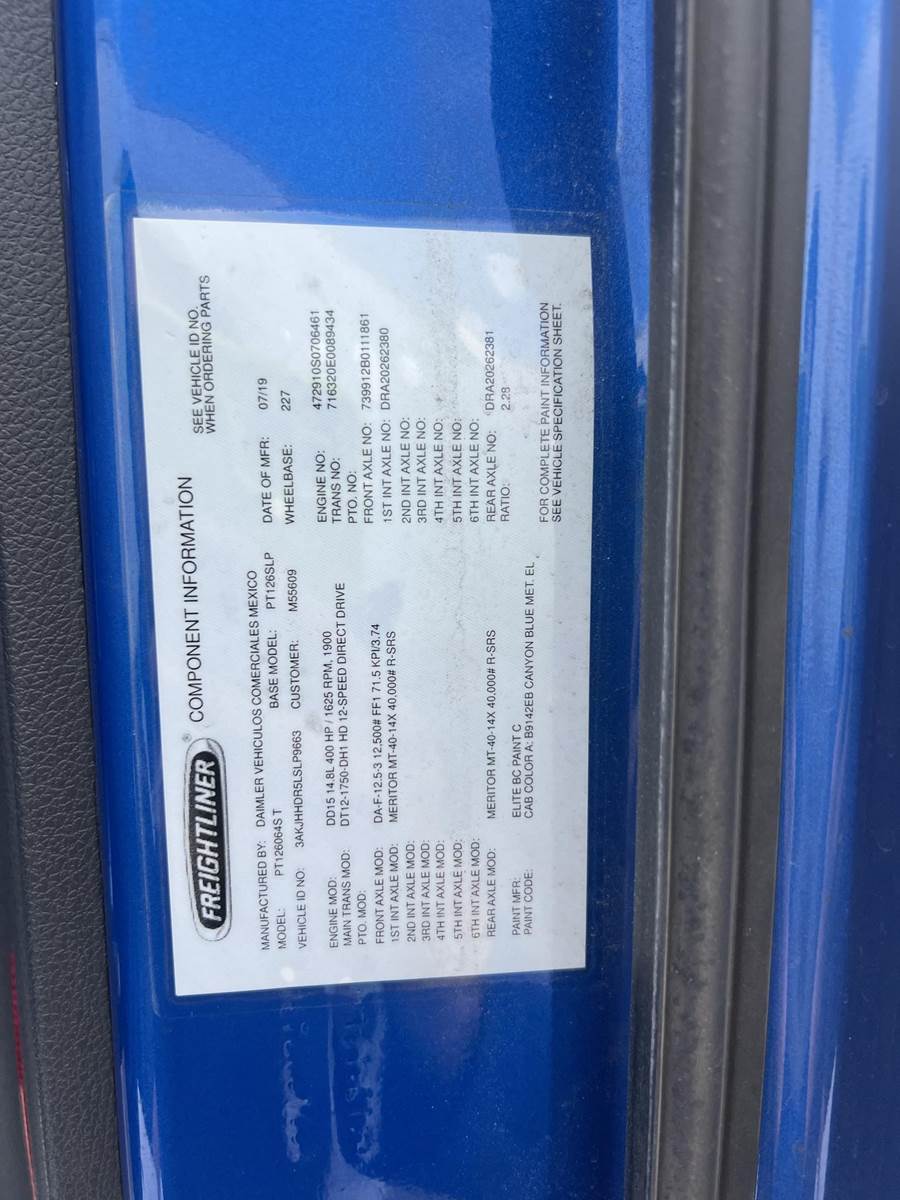 FREIGHTLINER® COMPONENT INFORMATION
SEE VEHICLE ID NO.
WHEN ORDERING PARTS
MANUFACTURED BY: DAIMLER VEHICULOS COMERCIALES MEXICO DATE OF MFR: 07/19
MODEL: PT126064S T BASE MODEL: PT126SLP WHEELBASE: 227
VEHICLE ID NO: 3AKJHHDR5LSLP9663 CUSTOMER: M55609
ENGINE MOD: DD15 14.8L 400 HP / 1625 RPM, 1900 ENGINE NO: 472910S0706461
MAIN TRANS MOD: DT12-1750-DH1 HD 12-SPEED DIRECT DRIVE TRANS NO: 716320E0089434
PTO. MOD: PTO. NO:
FRONT AXLE MOD: DA-F-12.5-3 12,500# FF1 71.5 KPI/3.74 FRONT AXLE NO: 739912B0111861
1ST INT AXLE MOD: MERITOR MT-40-14X 40,000# R-SRS 1ST INT AXLE NO: DRA20262380
2ND INT AXLE MOD: 2ND INT AXLE NO:
3RD INT AXLE MOD: 3RD INT AXLE NO:
4TH INT AXLE MOD: 4TH INT AXLE NO:
5TH INT AXLE MOD: 5TH INT AXLE NO:
6TH INT AXLE MOD: 6TH INT AXLE NO:
REAR AXLE MOD: MERITOR MT-40-14X 40,000# R-SRS REAR AXLE NO: DRA20262381
RATIO: 2.28
PAINT MFR: ELITE BC PAINT C
PAINT CODE: CAB COLOR A: B9142EB CANYON BLUE MET. EL
FOR COMPLETE PAINT INFORMATION
SEE VEHICLE SPECIFICATION SHEET.